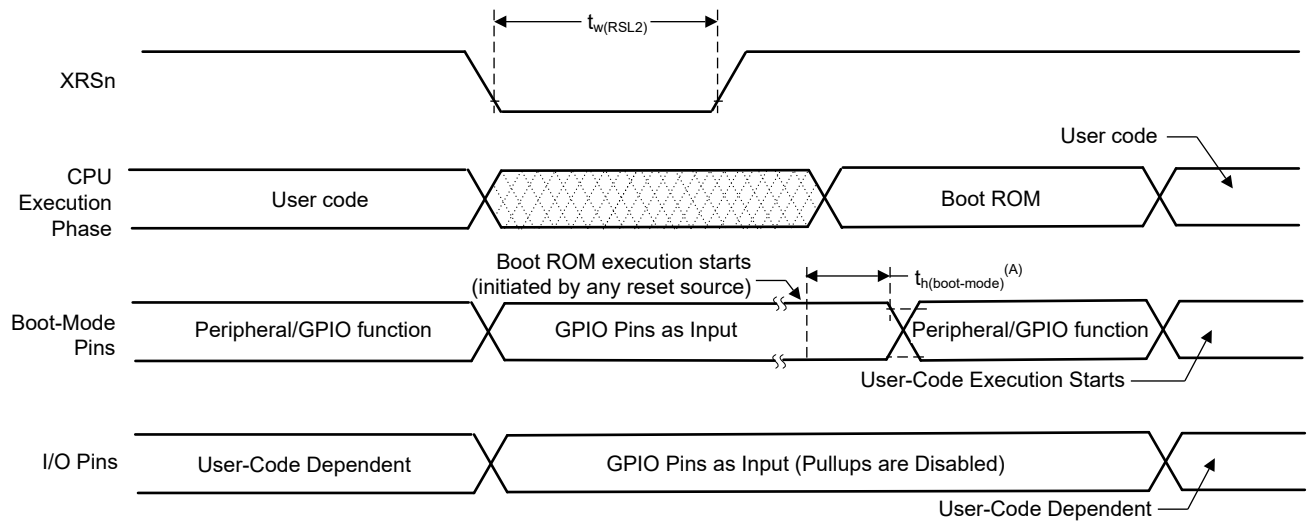 tw(RSL2)
XRSn
User code
CPU
Execution
Phase
User code
Boot ROM
Boot ROM execution starts
(initiated by any reset source)
th(boot-mode)(A)
Boot-Mode
Pins
Peripheral/GPIO function
GPIO Pins as Input
Peripheral/GPIO function
User-Code Execution Starts
I/O Pins
User-Code Dependent
GPIO Pins as Input (Pullups are Disabled)
User-Code Dependent